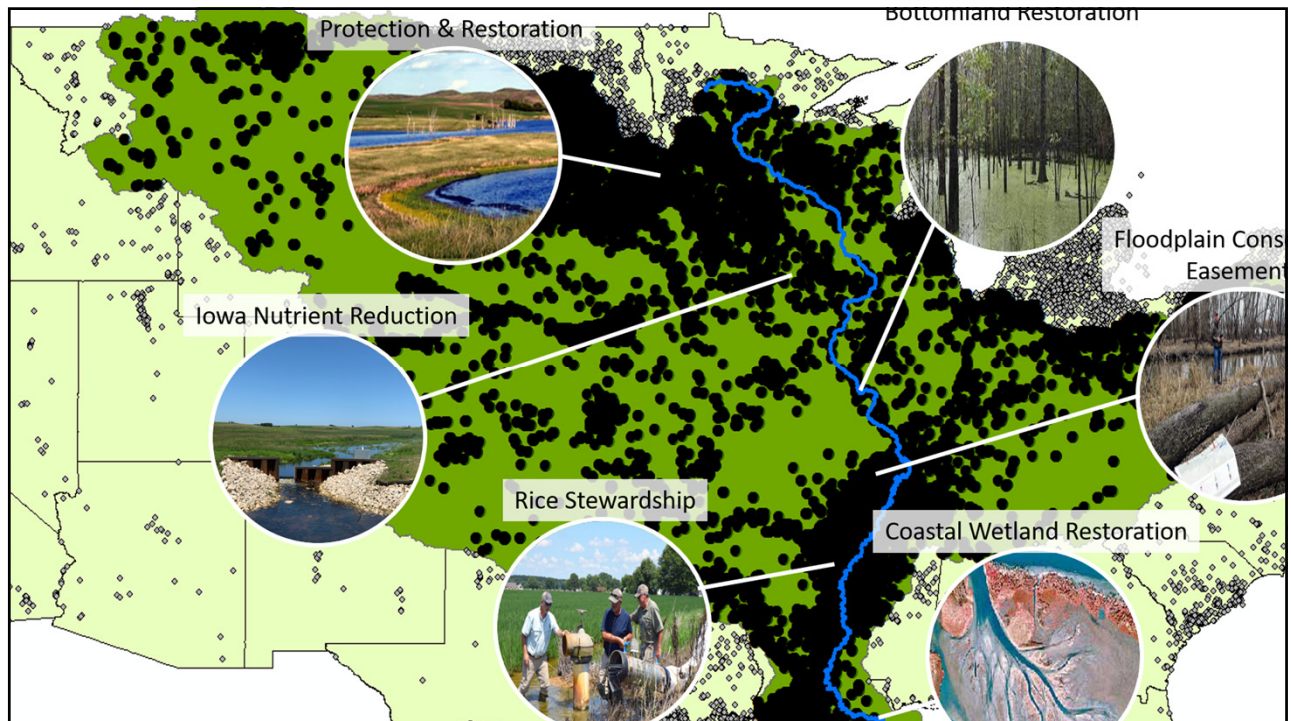 Protection & Restoration
Bottomland Restoration
Floodplain Cons
Easement
Iowa Nutrient Reduction
Rice Stewardship
Coastal Wetland Restoration